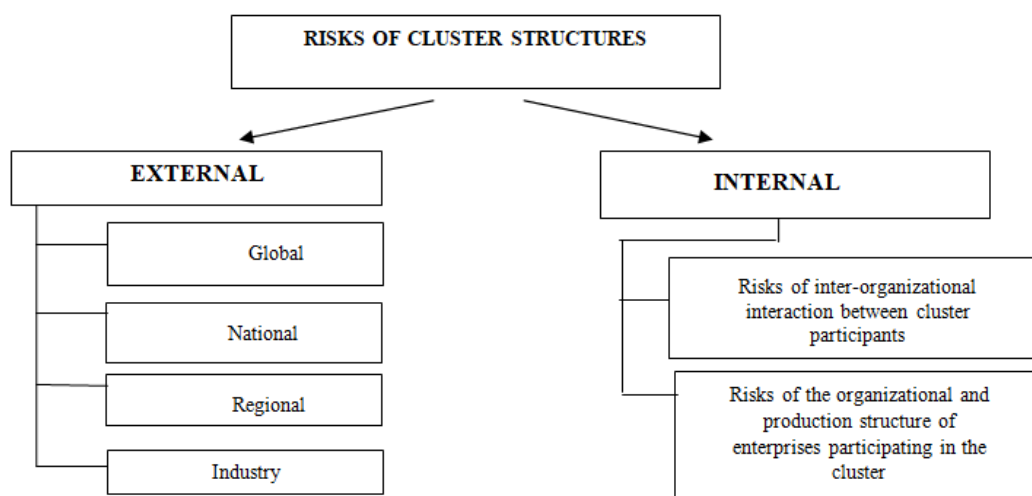 RISKS OF CLUSTER STRUCTURES
EXTERNAL
Global
National
Regional
Industry
INTERNAL
Risks of inter-organizational
interaction between cluster
participants
Risks of the organizational and
production structure of
enterprises participating in the
cluster